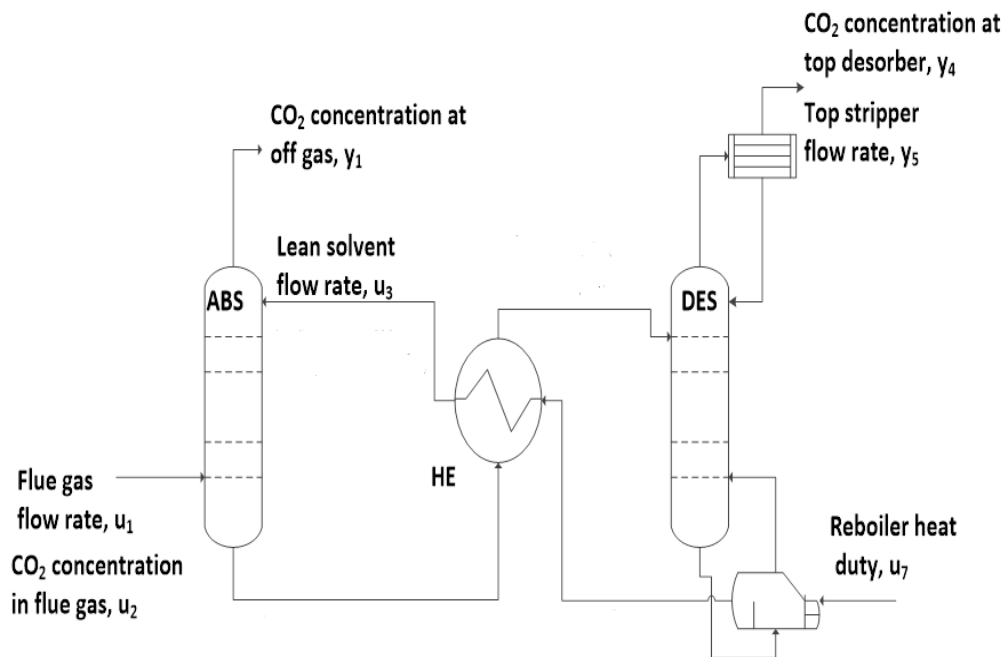 CO₂ concentration at
top desorber, y₄
Top stripper
flow rate, y₅
CO₂ concentration at
off gas, y₁
Lean solvent
flow rate, u₃
ABS
DES
HE
Flue gas
flow rate, u₁
CO₂ concentration
in flue gas, u₂
Reboiler heat
duty, u₇